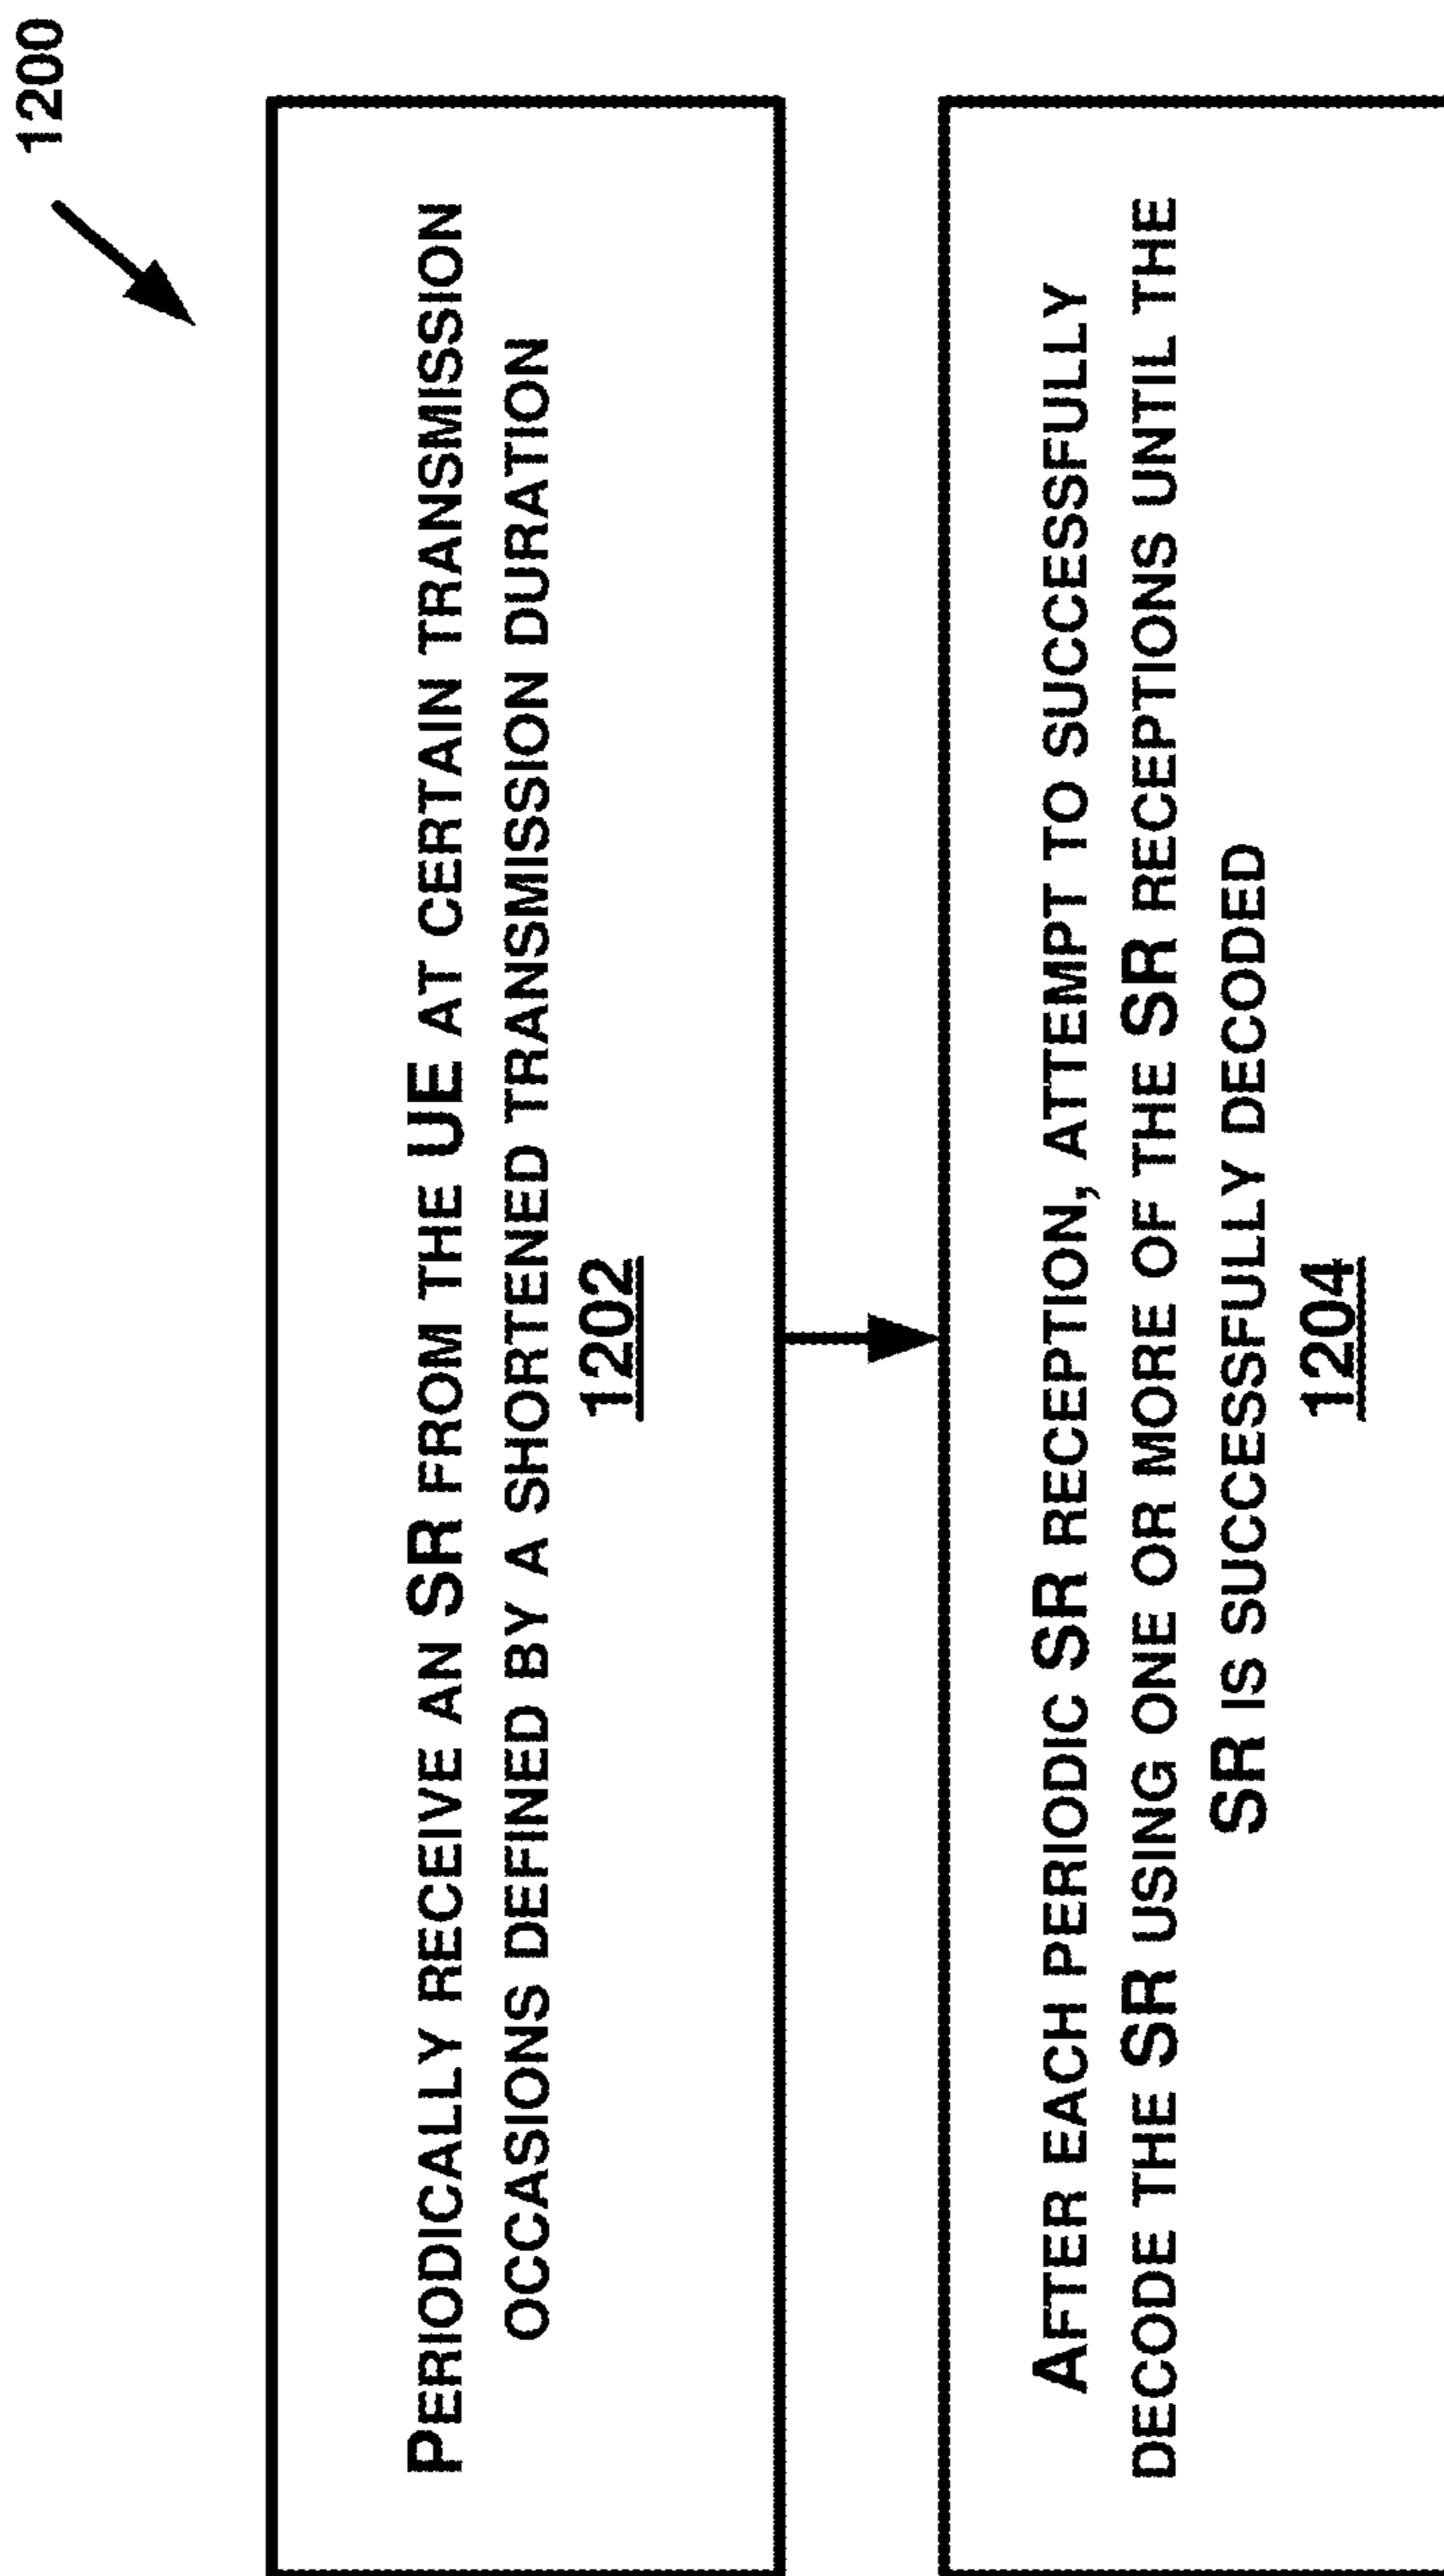 1200
PERIODICALLY RECEIVE AN SR FROM THE UE AT CERTAIN TRANSMISSION
OCCASIONS DEFINED BY A SHORTENED TRANSMISSION DURATION
1202
AFTER EACH PERIODIC SR RECEPTION, ATTEMPT TO SUCCESSFULLY
DECODE THE SR USING ONE OR MORE OF THE SR RECEPTIONS UNTIL THE
SR IS SUCCESSFULLY DECODED
1204